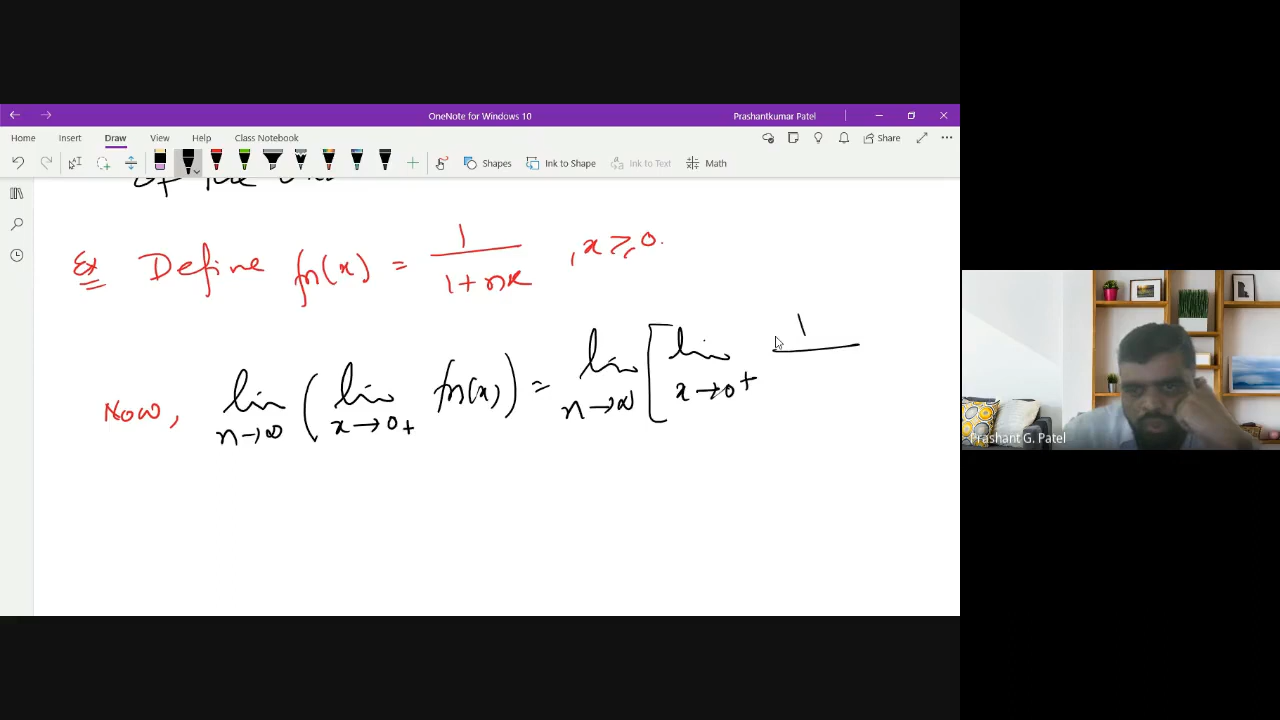 OneNote for Windows 10
Prashantkumar Patel
Home Insert Draw View Help Class Notebook
Share
Shapes Ink to Shape Ink to Text Math
of the
Ex Define fn(x) = 1/(1+nx) , x ≥ 0.
Now, lim n→∞ ( lim x→0+ fn(x) ) = lim n→∞ [ lim x→0+ 1/
Prashant G. Patel